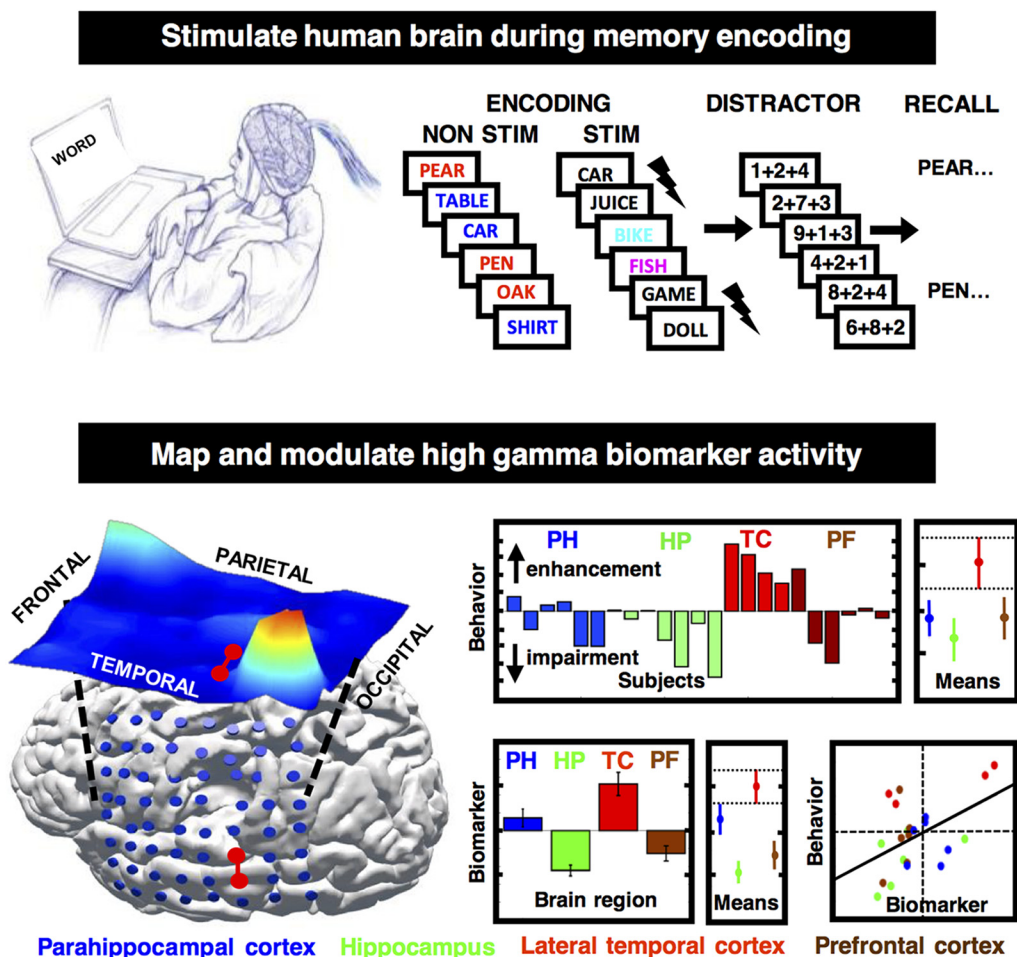 Stimulate human brain during memory encoding
ENCODING DISTRACTOR RECALL
NON STIM STIM
WORD
PEAR
TABLE
CAR
PEN
OAK
SHIRT
CAR
JUICE
BIKE
FISH
GAME
DOLL
1+2+4
2+7+3
9+1+3
4+2+1
8+2+4
6+8+2
PEAR...
PEN...
Map and modulate high gamma biomarker activity
FRONTAL
PARIETAL
TEMPORAL
OCCIPITAL
Behavior
PH HP TC PF
enhancement
impairment
Subjects
Means
Biomarker
PH HP TC PF
Brain region
Means
Behavior
Biomarker
Parahippocampal cortex Hippocampus Lateral temporal cortex Prefrontal cortex